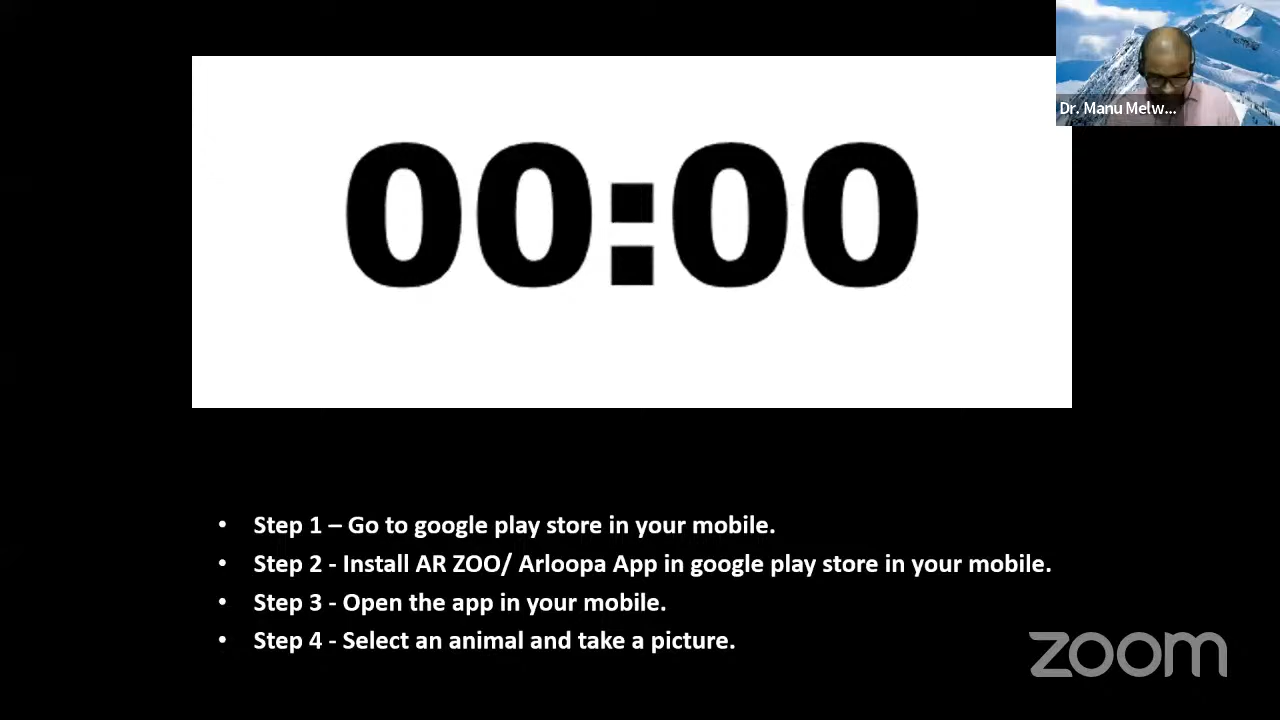 Dr. Manu Melw...
00:00
• Step 1 – Go to google play store in your mobile.
• Step 2 - Install AR ZOO/ Arloopa App in google play store in your mobile.
• Step 3 - Open the app in your mobile.
• Step 4 - Select an animal and take a picture.
zoom